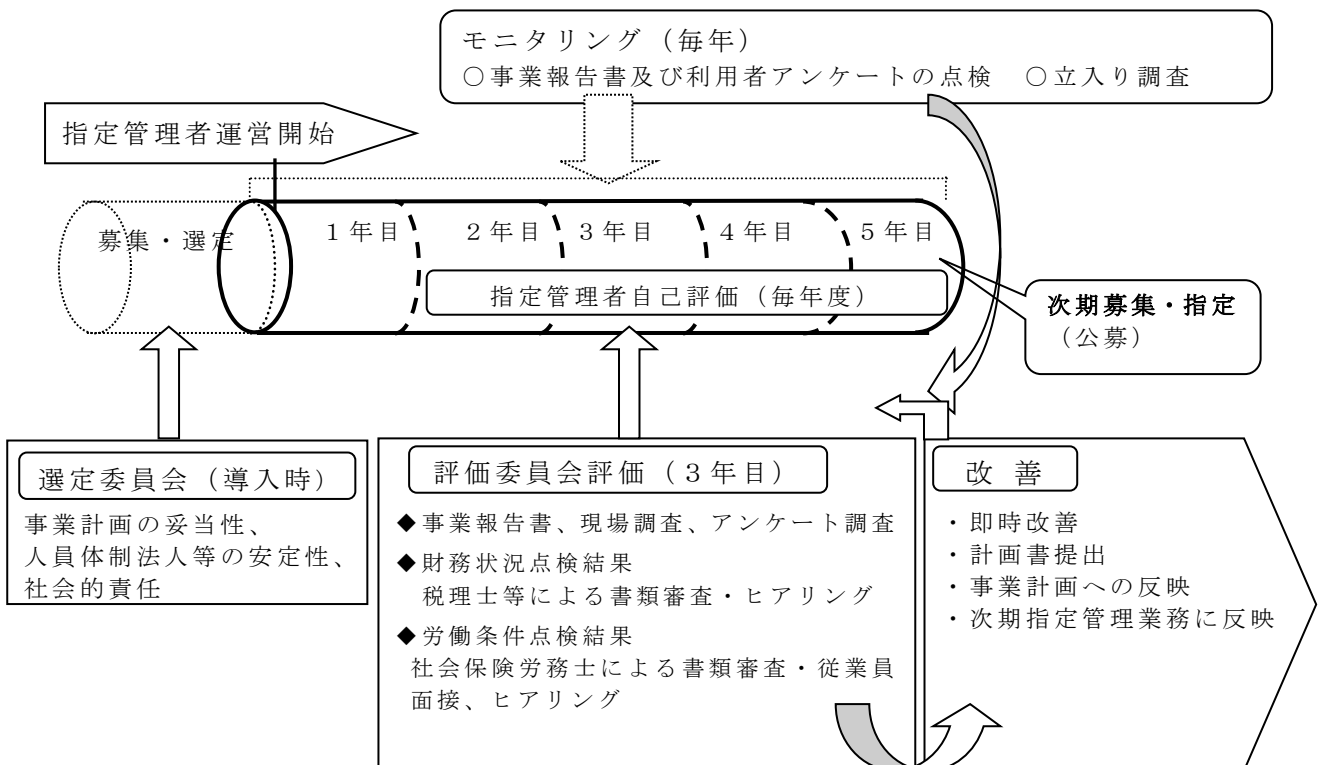 モニタリング（毎年）
○事業報告書及び利用者アンケートの点検　○立入り調査
指定管理者運営開始
募集・選定
１年目
２年目
３年目
４年目
５年目
指定管理者自己評価（毎年度）
次期募集・指定
（公募）
選定委員会（導入時）
事業計画の妥当性、
人員体制法人等の安定性、
社会的責任
評価委員会評価（３年目）
◆事業報告書、現場調査、アンケート調査
◆財務状況点検結果
税理士等による書類審査・ヒアリング
◆労働条件点検結果
社会保険労務士による書類審査・従業員
面接、ヒアリング
改 善
・即時改善
・計画書提出
・事業計画への反映
・次期指定管理業務に反映